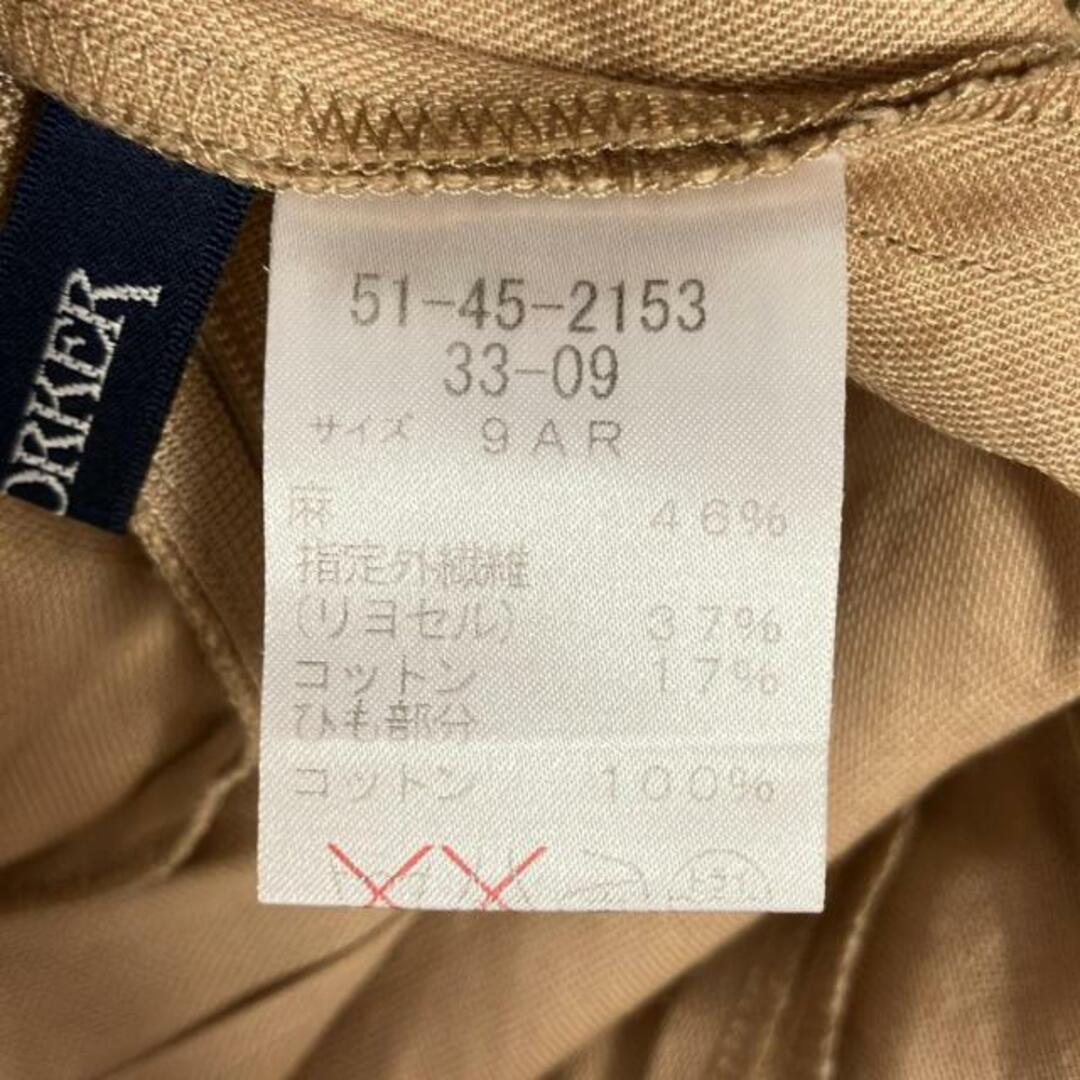 ORKER
51-45-2153
33-09
サイズ 9AR
麻 46%
指定外繊維
(リヨセル) 37%
コットン 17%
ひも部分
コットン 100%